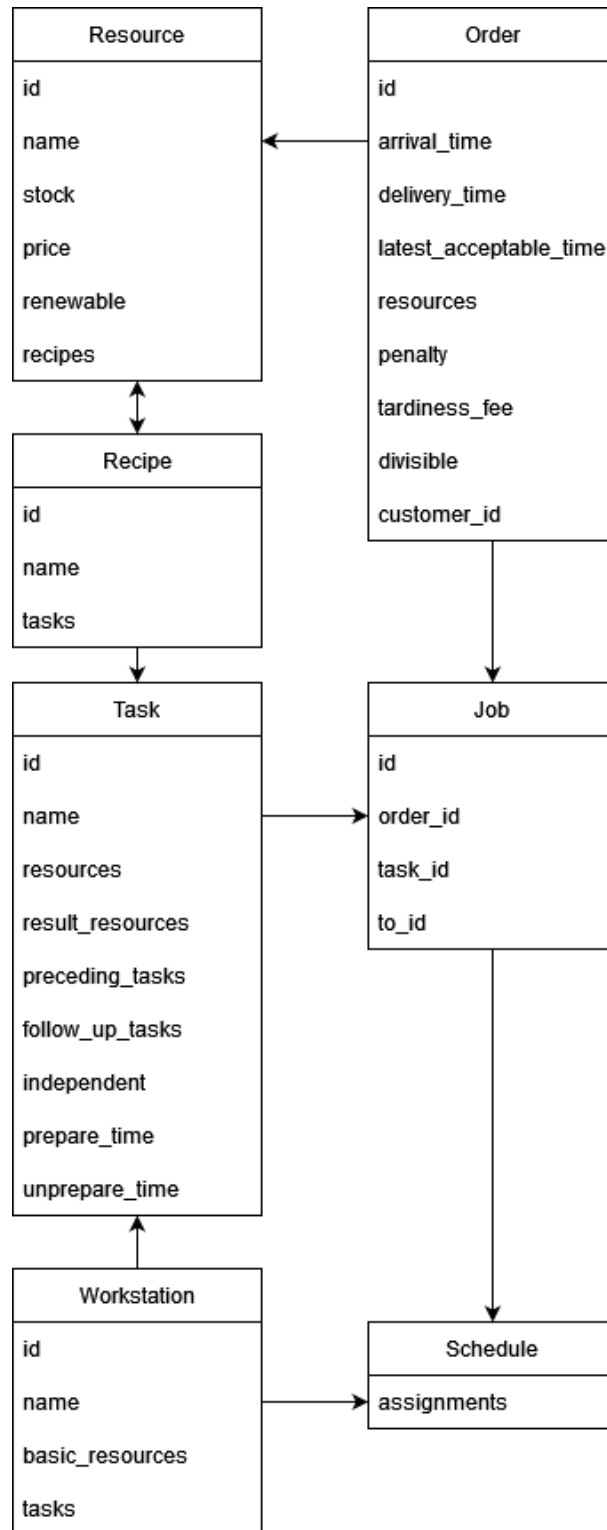 Resource
id
name
stock
price
renewable
recipes
Order
id
arrival_time
delivery_time
latest_acceptable_time
resources
penalty
tardiness_fee
divisible
customer_id
Recipe
id
name
tasks
Task
id
name
resources
result_resources
preceding_tasks
follow_up_tasks
independent
prepare_time
unprepare_time
Job
id
order_id
task_id
to_id
Workstation
id
name
basic_resources
tasks
Schedule
assignments